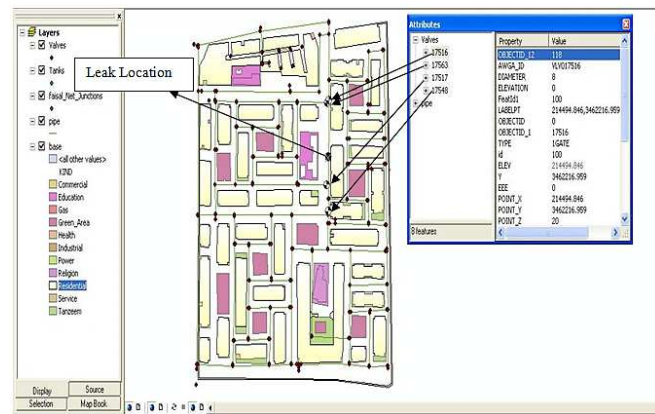 Layers
Valves
Tanks
faisal_Net_Junctions
pipe
base
<all other values>
KIND
Commercial
Education
Gas
Green_Area
Health
Industrial
Power
Religion
Residential
Service
Tanzeem
Display
Source
Selection
Map Book
Leak Location
Attributes
Valves
17516
17563
17517
17548
pipe
8 features
Property Value
OBJECTID_12 118
AWGA_ID VLV017516
DIAMETER 8
ELEVATION 0
FeatId1 100
LABELPT 214494.846,3462216.959
OBJECTID 0
OBJECTID_1 17516
TYPE 1GATE
id 100
ELEV 214494.846
Y 3462216.959
EEE 0
POINT_X 214494.846
POINT_Y 3462216.959
POINT_Z 20